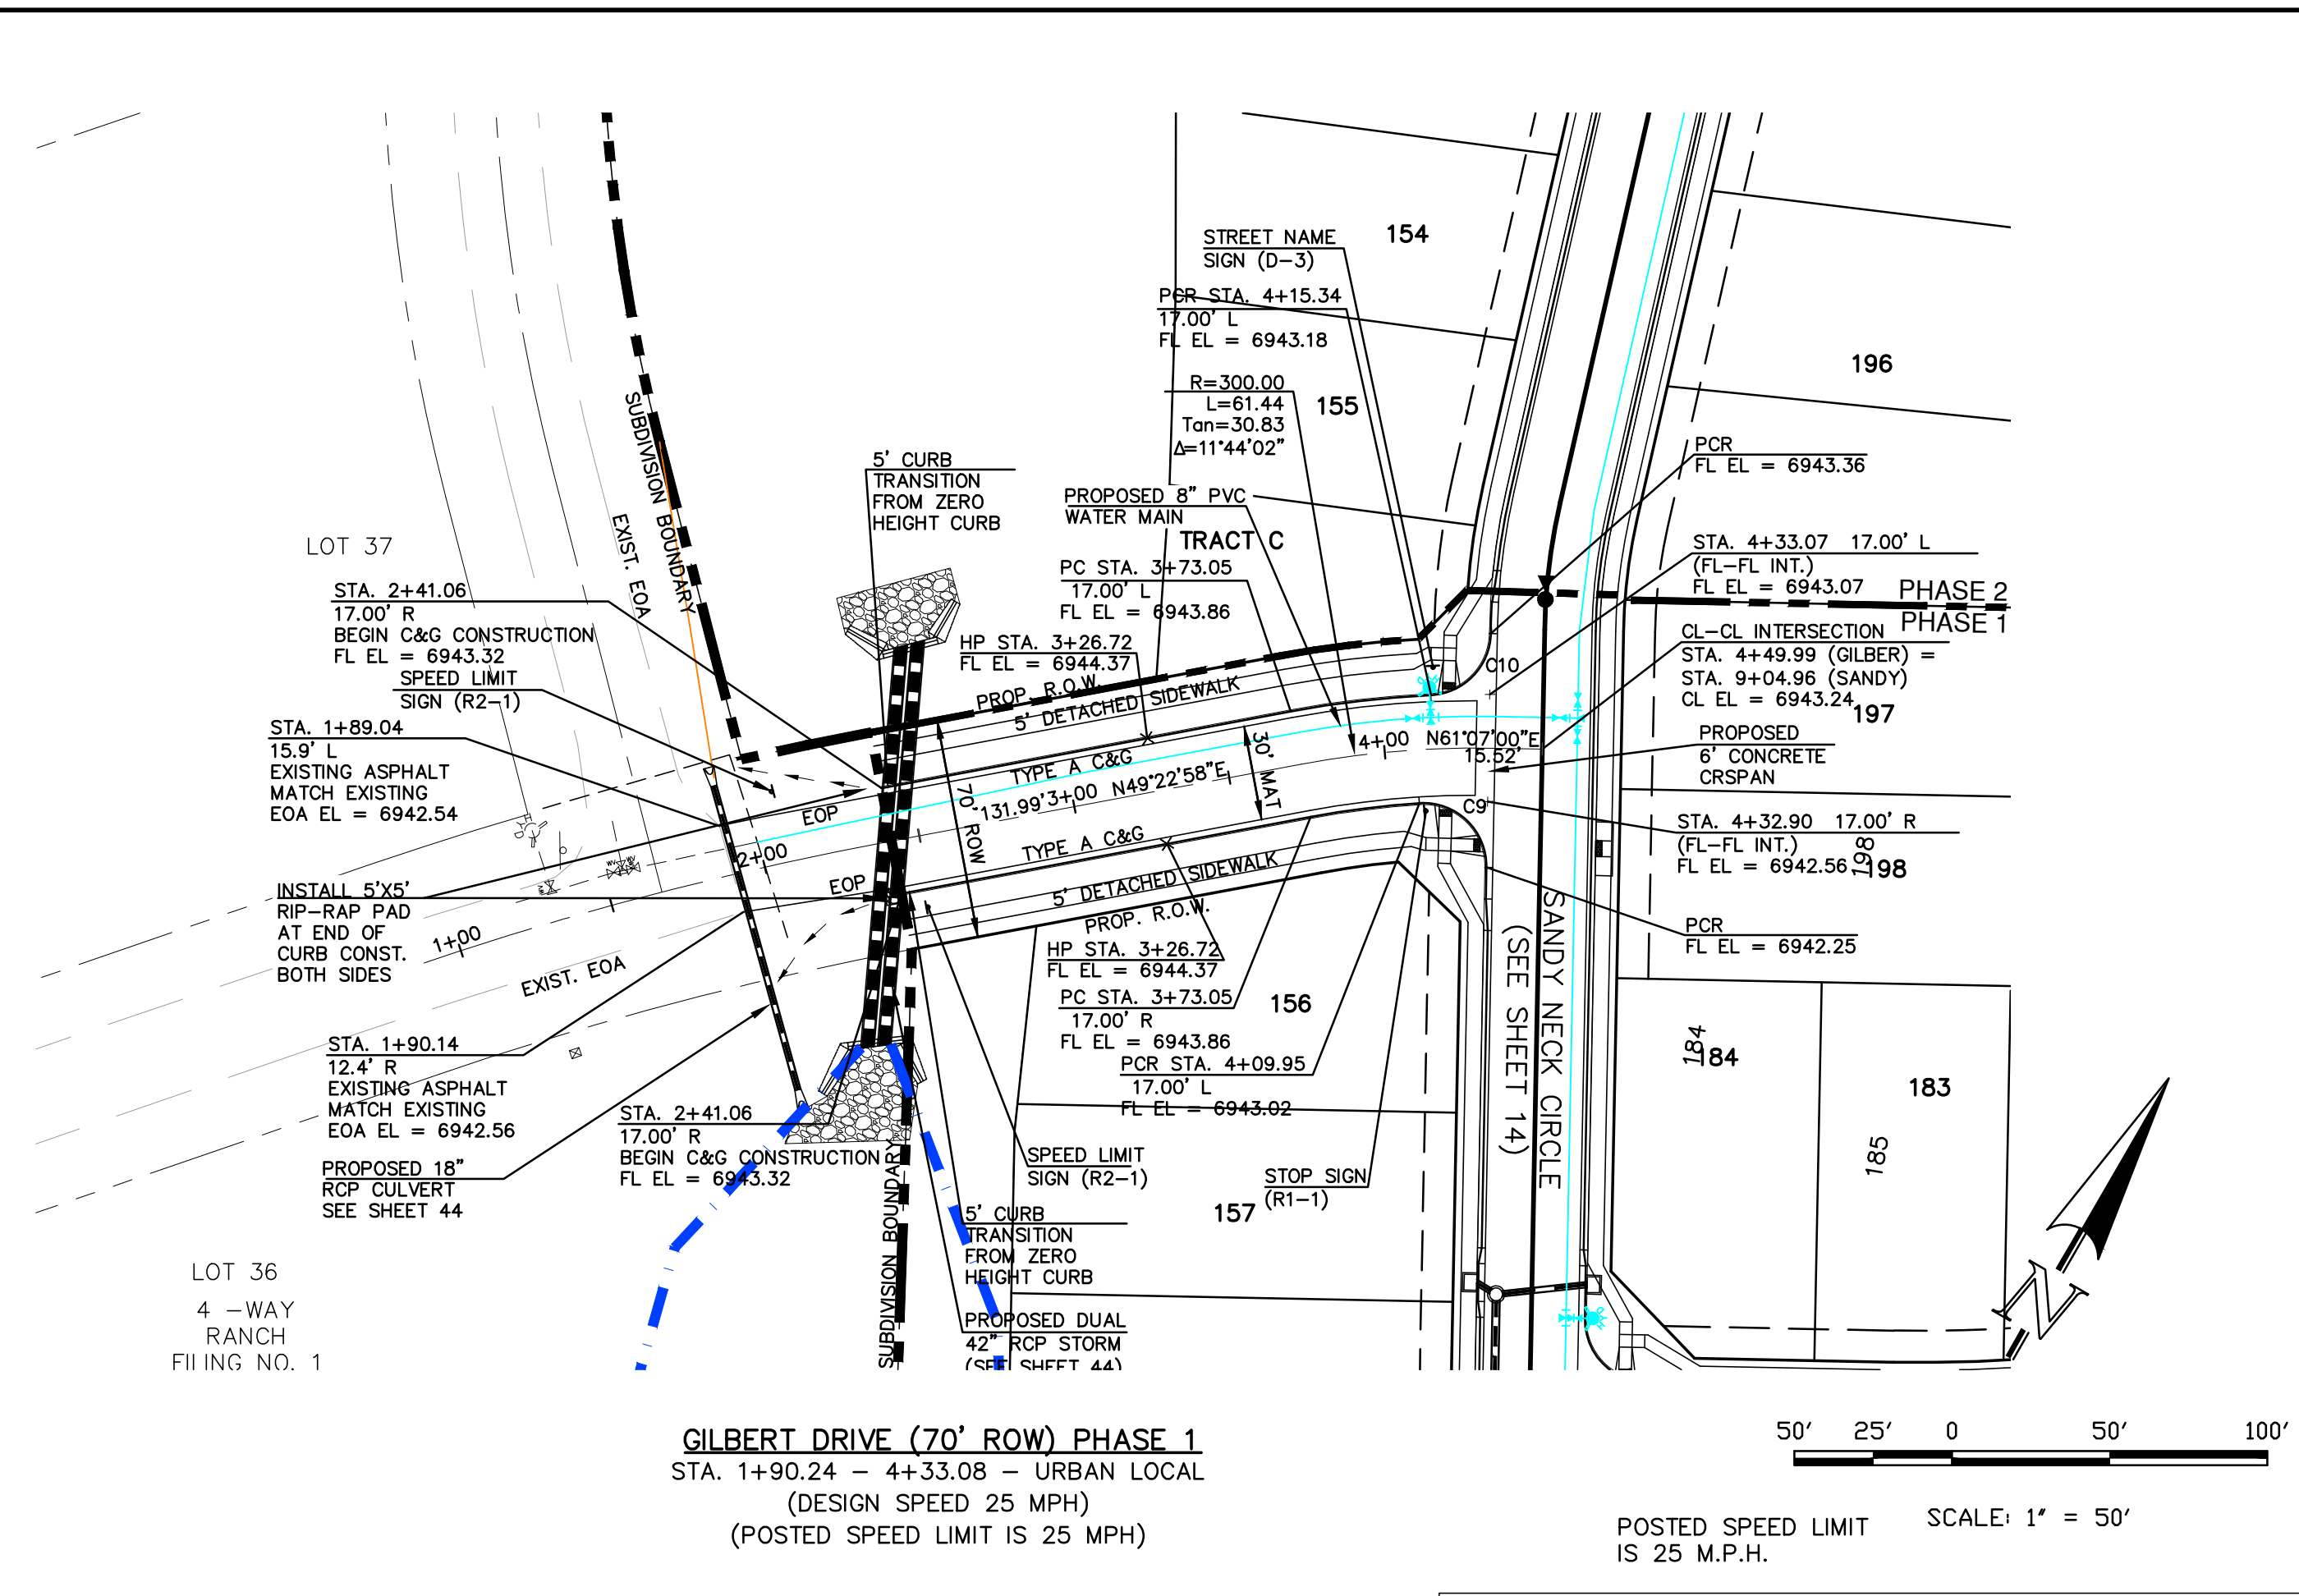 154
STREET NAME
SIGN (D-3)
PCR STA. 4+15.34
17.00' L
FL EL = 6943.18
196
R=300.00
L=61.44
Tan=30.83
Δ=11°44'02"
155
PCR
FL EL = 6943.36
5' CURB
TRANSITION
FROM ZERO
HEIGHT CURB
PROPOSED 8" PVC
WATER MAIN
TRACT C
SUBDIVISION BOUNDARY
EXIST. EOA
LOT 37
STA. 2+41.06
17.00' R
BEGIN C&G CONSTRUCTION
FL EL = 6943.32
SPEED LIMIT
SIGN (R2-1)
STA. 1+89.04
15.9' L
EXISTING ASPHALT
MATCH EXISTING
EOA EL = 6942.54
PC STA. 3+73.05
17.00' L
FL EL = 6943.86
HP STA. 3+26.72
FL EL = 6944.37
STA. 4+33.07 17.00' L
(FL-FL INT.)
FL EL = 6943.07
PHASE 2
PHASE 1
CL-CL INTERSECTION
STA. 4+49.99 (GILBER) =
STA. 9+04.96 (SANDY)
CL EL = 6943.24
197
PROPOSED
6' CONCRETE
CRSPAN
C10
PROP. R.O.W.
5' DETACHED SIDEWALK
TYPE A C&G
30' MAT
4+00
N61°07'00"E
15.52'
131.99'
3+00
N49°22'58"E
70' ROW
EOP
2+00
TYPE A C&G
EOP
5' DETACHED SIDEWALK
PROP. R.O.W.
C9
STA. 4+32.90 17.00' R
(FL-FL INT.)
FL EL = 6942.56
198
198
PCR
FL EL = 6942.25
INSTALL 5'X5'
RIP-RAP PAD
AT END OF
CURB CONST.
BOTH SIDES
1+00
EXIST. EOA
HP STA. 3+26.72
FL EL = 6944.37
PC STA. 3+73.05
17.00' R
FL EL = 6943.86
156
PCR STA. 4+09.95
17.00' L
FL EL = 6943.02
SANDY NECK CIRCLE
(SEE SHEET 14)
184
184
183
185
STA. 1+90.14
12.4' R
EXISTING ASPHALT
MATCH EXISTING
EOA EL = 6942.56
STA. 2+41.06
17.00' R
BEGIN C&G CONSTRUCTION
FL EL = 6943.32
PROPOSED 18"
RCP CULVERT
SEE SHEET 44
SUBDIVISION BOUNDARY
SPEED LIMIT
SIGN (R2-1)
STOP SIGN
(R1-1)
157
5' CURB
TRANSITION
FROM ZERO
HEIGHT CURB
LOT 36
4 -WAY
RANCH
FILING NO. 1
PROPOSED DUAL
42" RCP STORM
(SEE SHEET 44)
N
GILBERT DRIVE (70' ROW) PHASE 1
STA. 1+90.24 - 4+33.08 - URBAN LOCAL
(DESIGN SPEED 25 MPH)
(POSTED SPEED LIMIT IS 25 MPH)
50' 25' 0 50' 100'
SCALE: 1" = 50'
POSTED SPEED LIMIT
IS 25 M.P.H.